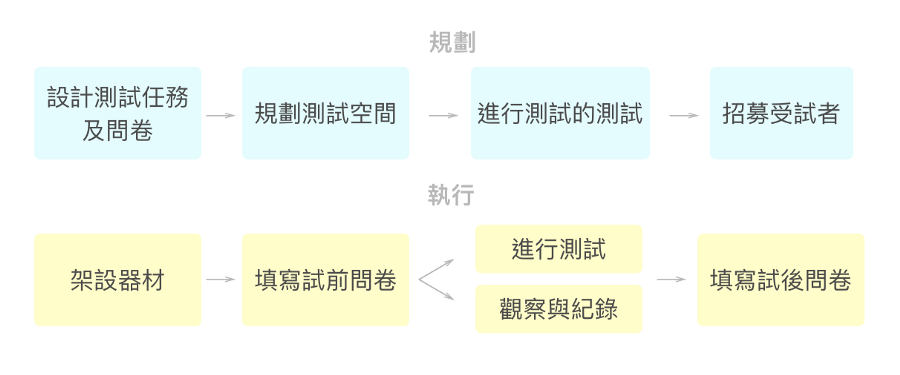 規劃
設計測試任務
及問卷
規劃測試空間
進行測試的測試
招募受試者
執行
架設器材
填寫試前問卷
進行測試
觀察與紀錄
填寫試後問卷